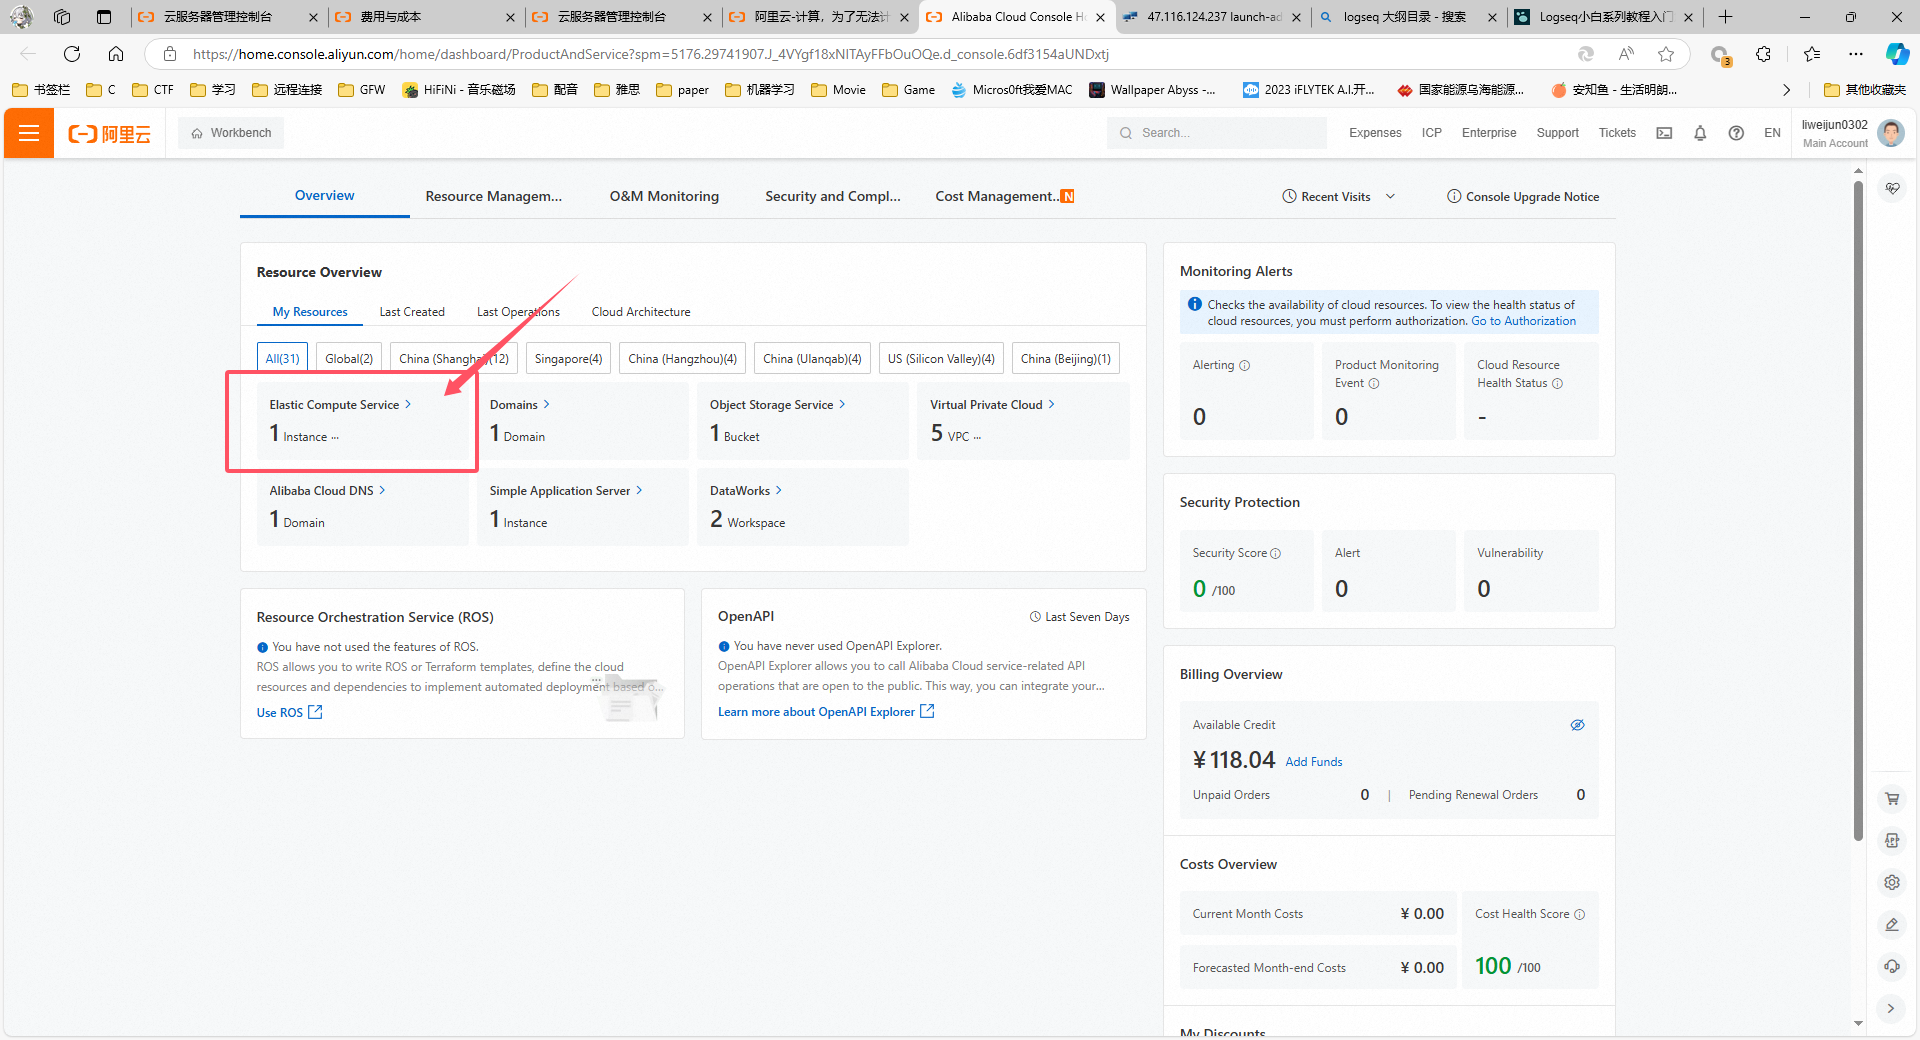 云服务器管理控制台
费用与成本
云服务器管理控制台
阿里云-计算，为了无法计
Alibaba Cloud Console Ho
47.116.124.237 launch-ad
logseq 大纲目录 - 搜索
Logseq小白系列教程入门
https://home.console.aliyun.com/home/dashboard/ProductAndService?spm=5176.29741907.J_4VYgf18xNlTAyFFbOuOQe.d_console.6df3154aUNDxtj
3
书签栏 C CTF 学习 远程连接 GFW HiFiNi - 音乐磁场 配音 雅思 paper 机器学习 Movie Game Micros0ft我爱MAC Wallpaper Abyss -... 2023 iFLYTEK A.I.开... 国家能源乌海能源... 安知鱼 - 生活明朗... 其他收藏夹
阿里云
Workbench
Search...
Expenses ICP Enterprise Support Tickets EN
liweijun0302
Main Account
Overview Resource Managem... O&M Monitoring Security and Compl... Cost Management.. N
Recent Visits
Console Upgrade Notice
Resource Overview
My Resources Last Created Last Operations Cloud Architecture
All(31) Global(2) China (Shanghai)(12) Singapore(4) China (Hangzhou)(4) China (Ulanqab)(4) US (Silicon Valley)(4) China (Beijing)(1)
Elastic Compute Service
1 Instance ···
Domains
1 Domain
Object Storage Service
1 Bucket
Virtual Private Cloud
5 VPC ···
Alibaba Cloud DNS
1 Domain
Simple Application Server
1 Instance
DataWorks
2 Workspace
Resource Orchestration Service (ROS)
You have not used the features of ROS.
ROS allows you to write ROS or Terraform templates, define the cloud
resources and dependencies to implement automated deployment based o...
Use ROS
OpenAPI
Last Seven Days
You have never used OpenAPI Explorer.
OpenAPI Explorer allows you to call Alibaba Cloud service-related API
operations that are open to the public. This way, you can integrate your...
Learn more about OpenAPI Explorer
Monitoring Alerts
Checks the availability of cloud resources. To view the health status of
cloud resources, you must perform authorization. Go to Authorization
Alerting
0
Product Monitoring
Event
0
Cloud Resource
Health Status
-
Security Protection
Security Score
0 /100
Alert
0
Vulnerability
0
Billing Overview
Available Credit
¥118.04 Add Funds
Unpaid Orders 0 | Pending Renewal Orders 0
Costs Overview
Current Month Costs ¥ 0.00
Forecasted Month-end Costs ¥ 0.00
Cost Health Score
100 /100
My Discounts